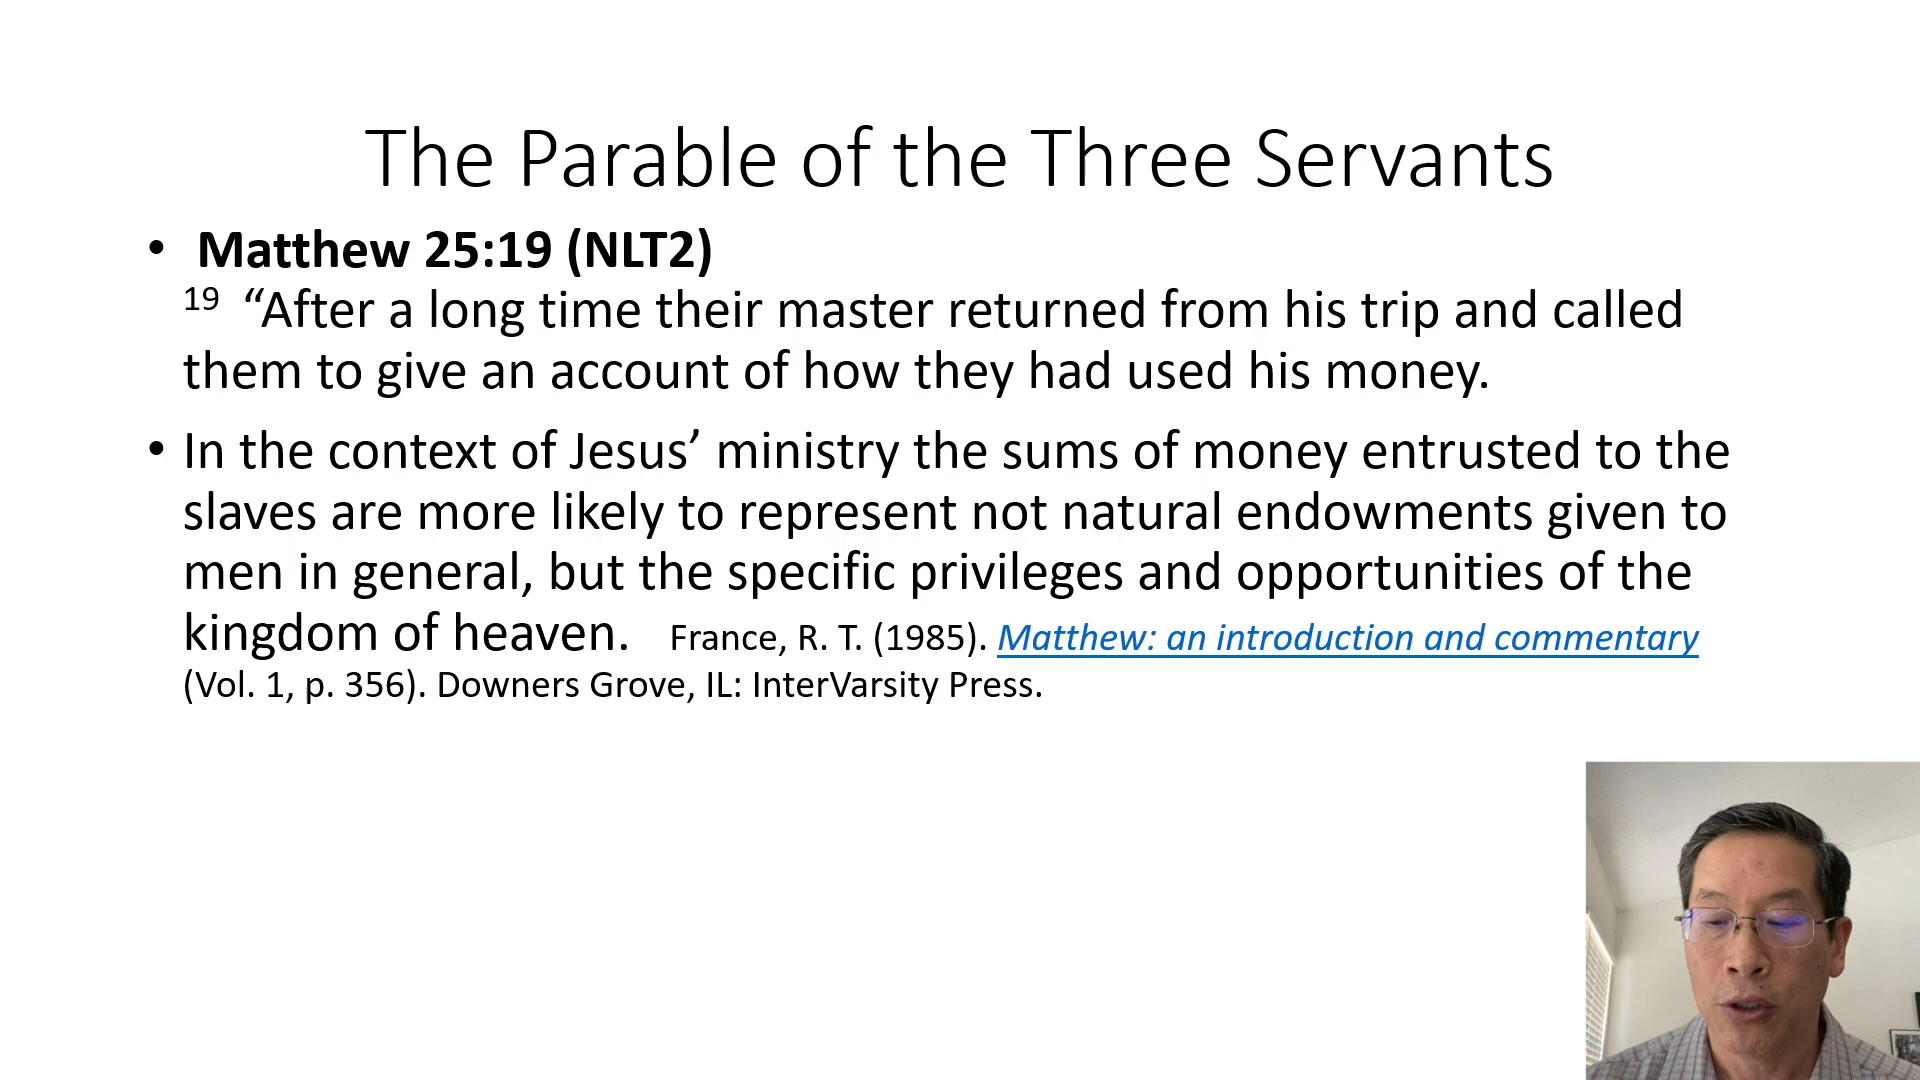 The Parable of the Three Servants
• Matthew 25:19 (NLT2)
19 “After a long time their master returned from his trip and called
them to give an account of how they had used his money.
• In the context of Jesus’ ministry the sums of money entrusted to the
slaves are more likely to represent not natural endowments given to
men in general, but the specific privileges and opportunities of the
kingdom of heaven. France, R. T. (1985). Matthew: an introduction and commentary
(Vol. 1, p. 356). Downers Grove, IL: InterVarsity Press.